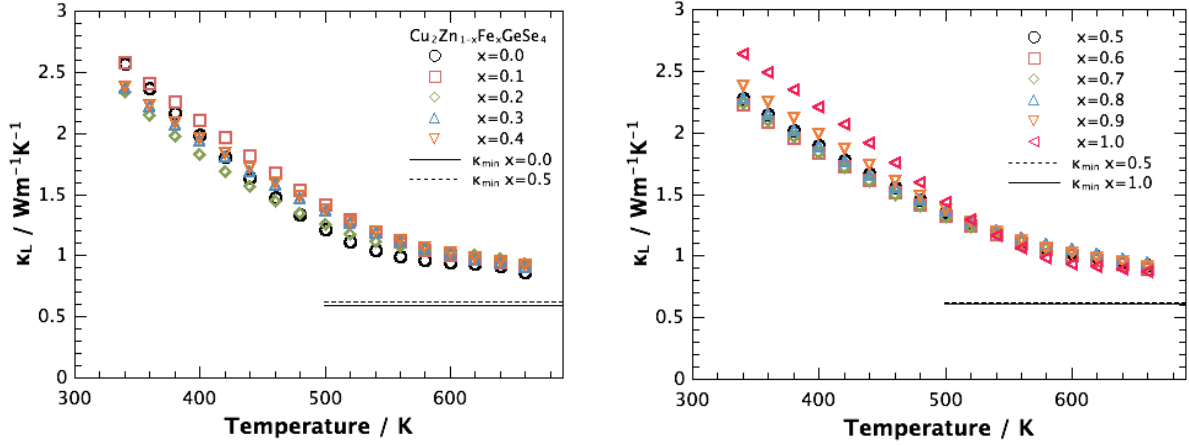 3
2.5
2
1.5
1
0.5
0
300
400
500
600
κL / Wm⁻¹K⁻¹
Temperature / K
Cu₂Zn₁₋ₓFeₓGeSe₄
x=0.0
x=0.1
x=0.2
x=0.3
x=0.4
κmin x=0.0
κmin x=0.5
3
2.5
2
1.5
1
0.5
0
300
400
500
600
κL / Wm⁻¹K⁻¹
Temperature / K
x=0.5
x=0.6
x=0.7
x=0.8
x=0.9
x=1.0
κmin x=0.5
κmin x=1.0